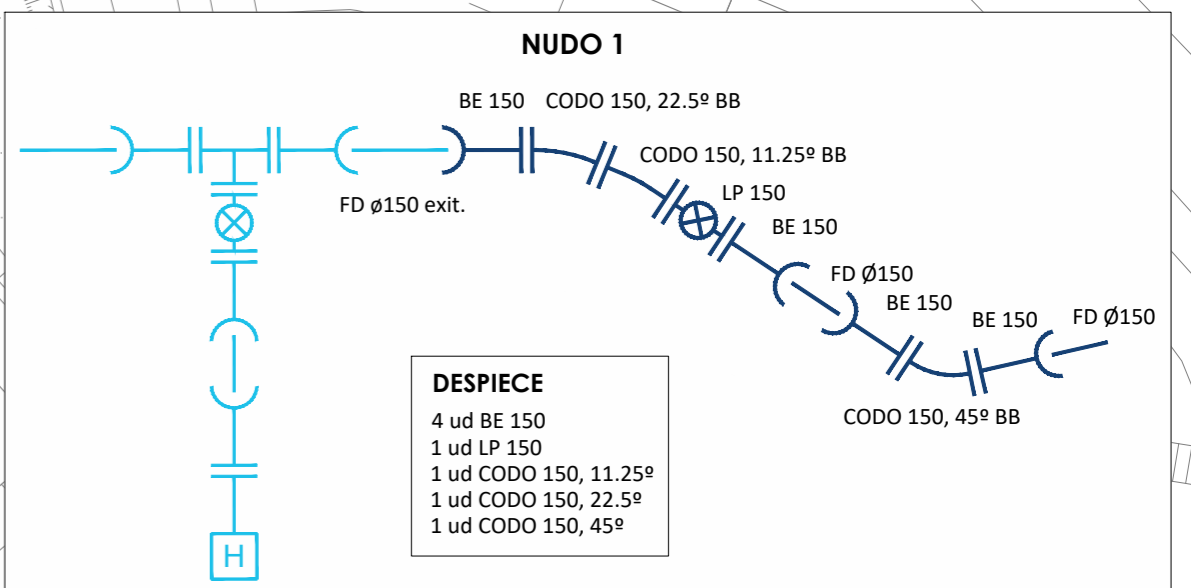 NUDO 1
BE 150
CODO 150, 22.5º BB
CODO 150, 11.25º BB
LP 150
FD ø150 exit.
BE 150
FD Ø150
BE 150
BE 150
FD Ø150
CODO 150, 45º BB
DESPIECE
4 ud BE 150
1 ud LP 150
1 ud CODO 150, 11.25º
1 ud CODO 150, 22.5º
1 ud CODO 150, 45º
H